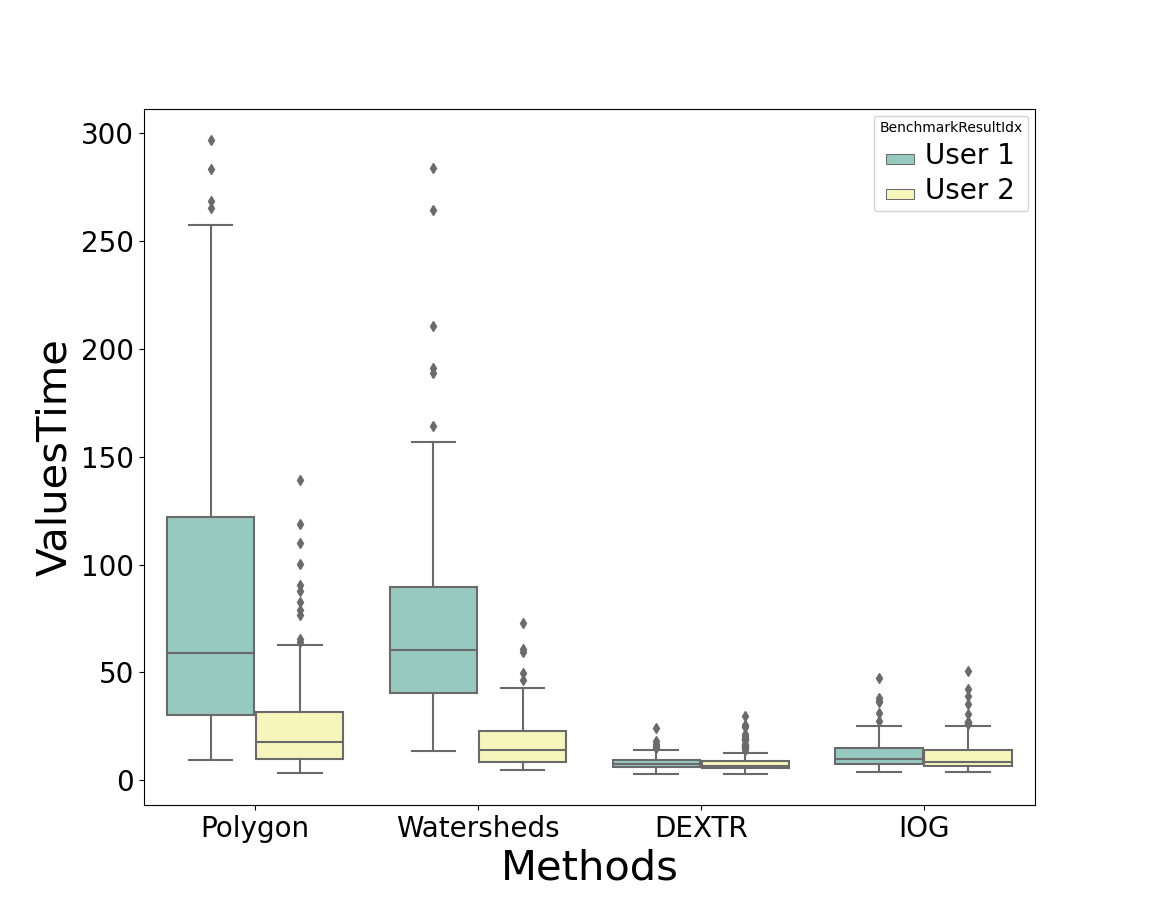 BenchmarkResultIdx
User 1
User 2
ValuesTime
300
250
200
150
100
50
0
Polygon Watersheds DEXTR IOG
Methods